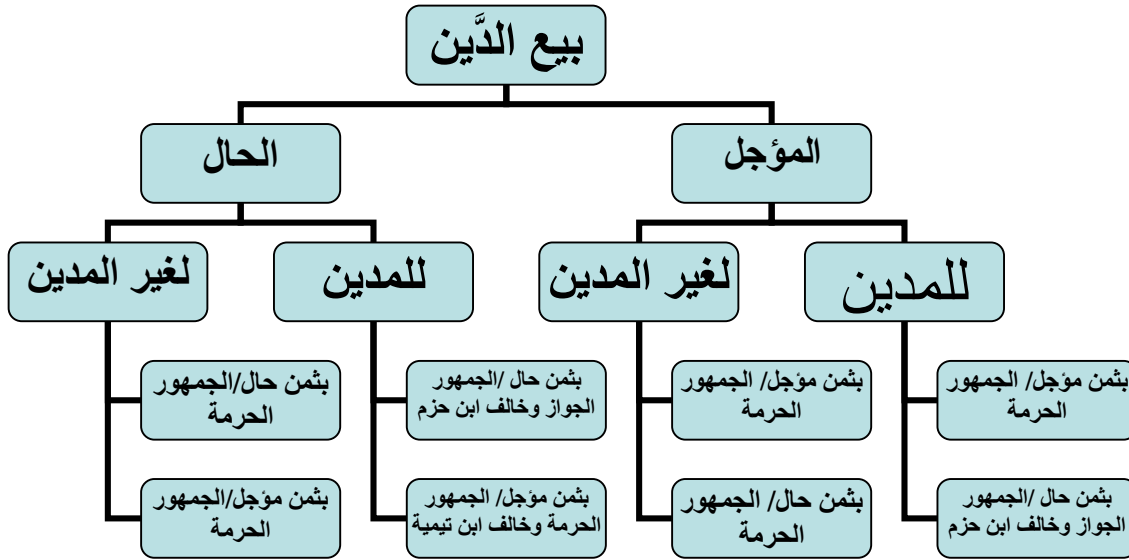 بيع الدَّين
المؤجل
الحال
للمدين
لغير المدين
للمدين
لغير المدين
بثمن مؤجل/ الجمهور
الحرمة
بثمن مؤجل/ الجمهور
الحرمة
بثمن حال /الجمهور
الجواز وخالف ابن حزم
بثمن حال/الجمهور
الحرمة
بثمن حال /الجمهور
الجواز وخالف ابن حزم
بثمن حال/ الجمهور
الحرمة
بثمن مؤجل/ الجمهور
الحرمة وخالف ابن تيمية
بثمن مؤجل/الجمهور
الحرمة